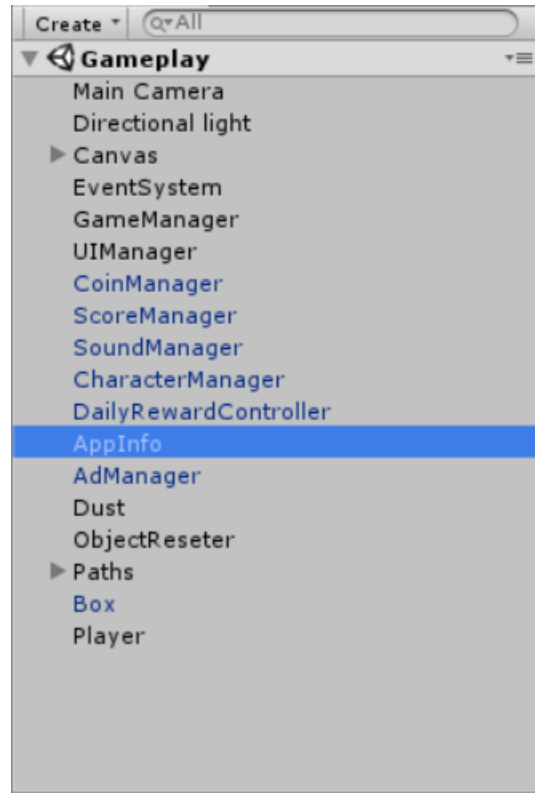 Create All
Gameplay
Main Camera
Directional light
Canvas
EventSystem
GameManager
UIManager
CoinManager
ScoreManager
SoundManager
CharacterManager
DailyRewardController
AppInfo
AdManager
Dust
ObjectReseter
Paths
Box
Player